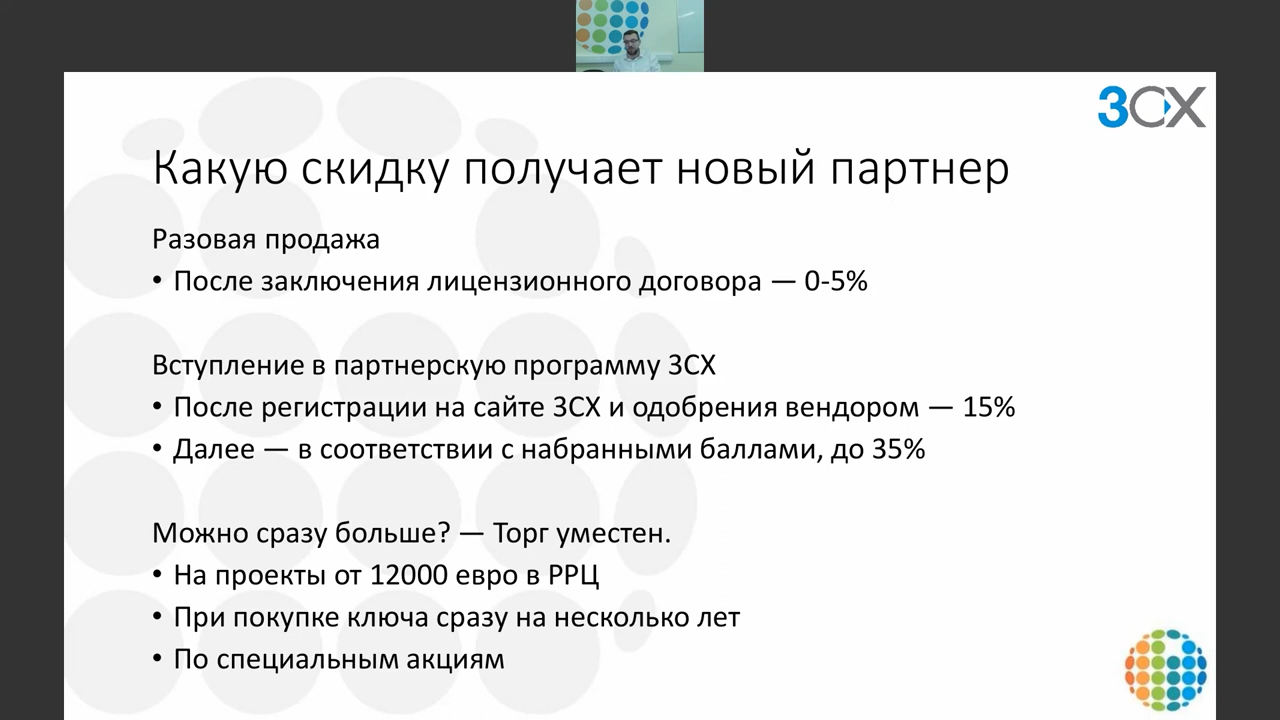 3CX
Какую скидку получает новый партнер
Разовая продажа
• После заключения лицензионного договора — 0-5%
Вступление в партнерскую программу 3CX
• После регистрации на сайте 3CX и одобрения вендором — 15%
• Далее — в соответствии с набранными баллами, до 35%
Можно сразу больше? — Торг уместен.
• На проекты от 12000 евро в РРЦ
• При покупке ключа сразу на несколько лет
• По специальным акциям